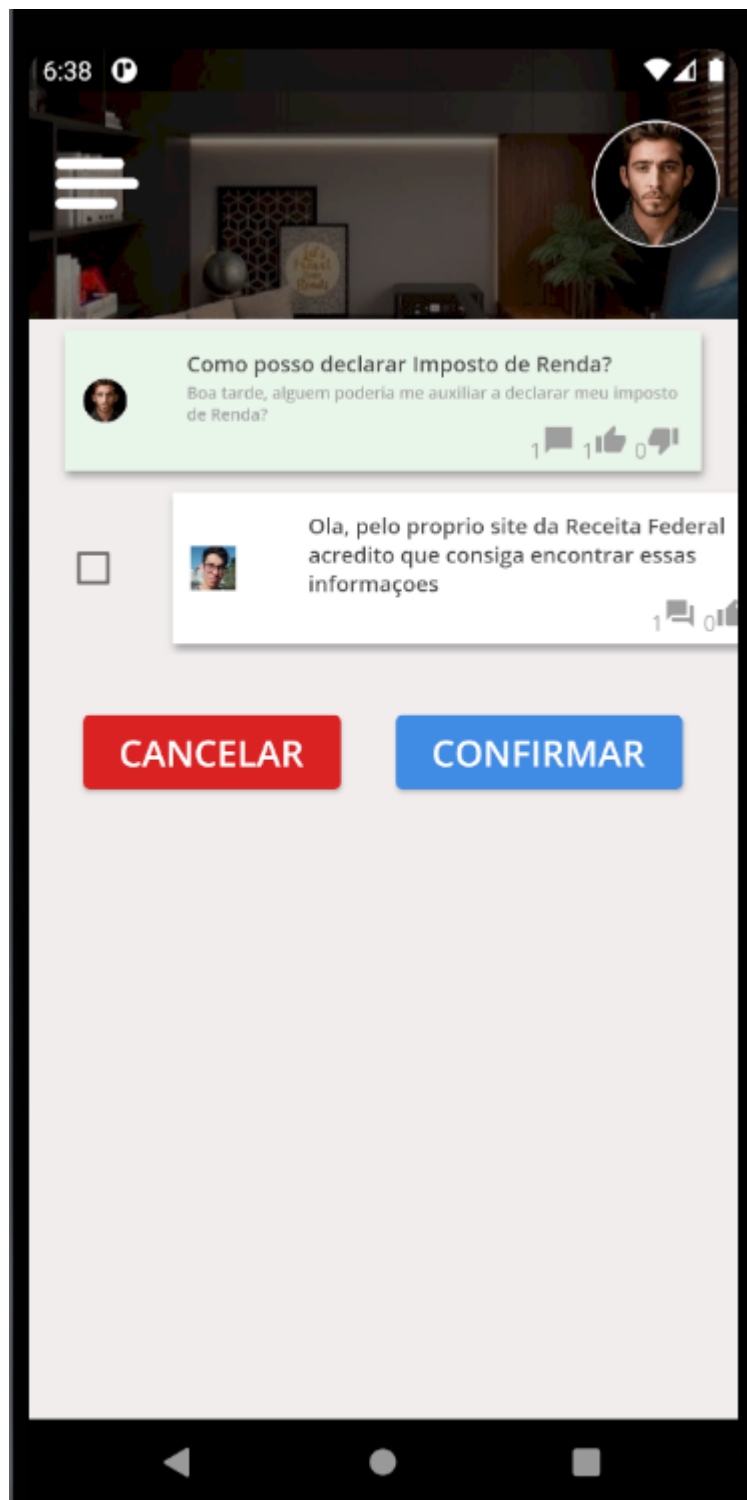 6:38
Como posso declarar Imposto de Renda?
Boa tarde, alguem poderia me auxiliar a declarar meu imposto
de Renda?
1 1 0
Ola, pelo proprio site da Receita Federal
acredito que consiga encontrar essas
informaçoes
1 0
CANCELAR CONFIRMAR